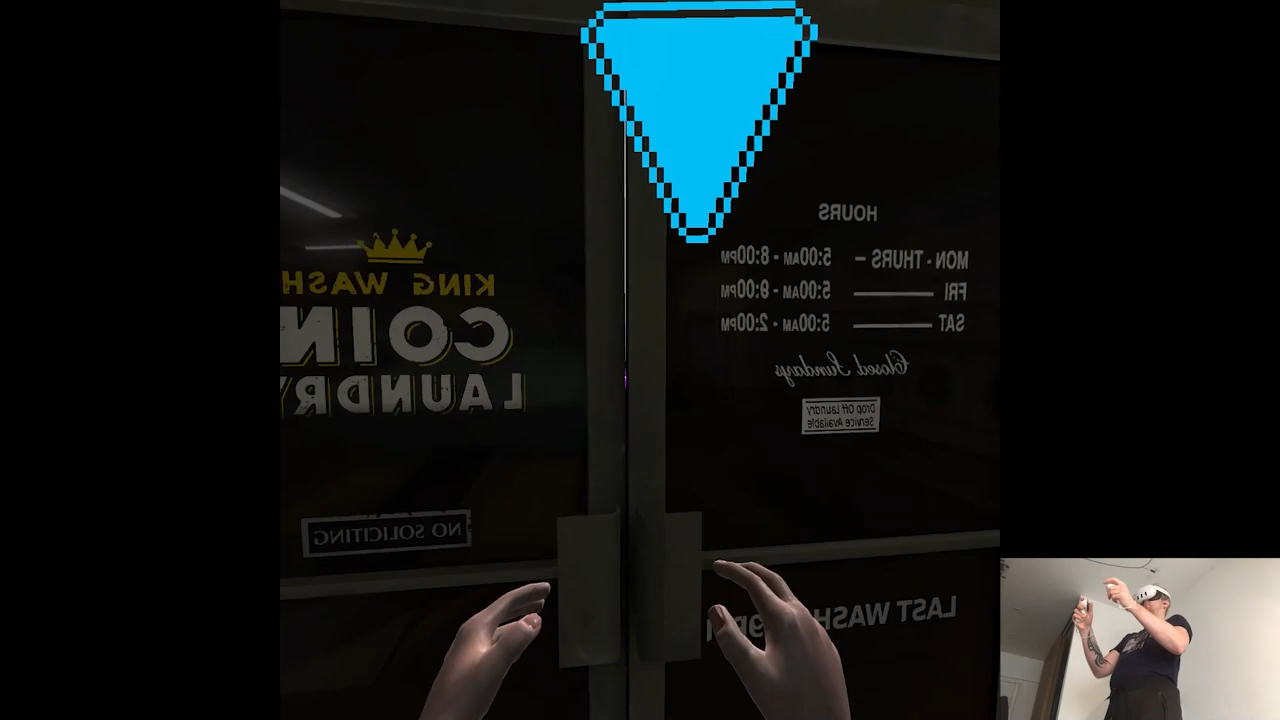 KING WASH
COIN
LAUNDRY
NO SOLICITING
HOURS
MON - THURS — 5:00AM - 8:00PM
FRI — 5:00AM - 9:00PM
SAT — 5:00AM - 2:00PM
Closed Sundays
Drop Off Laundry
Service Available
LAST WASH